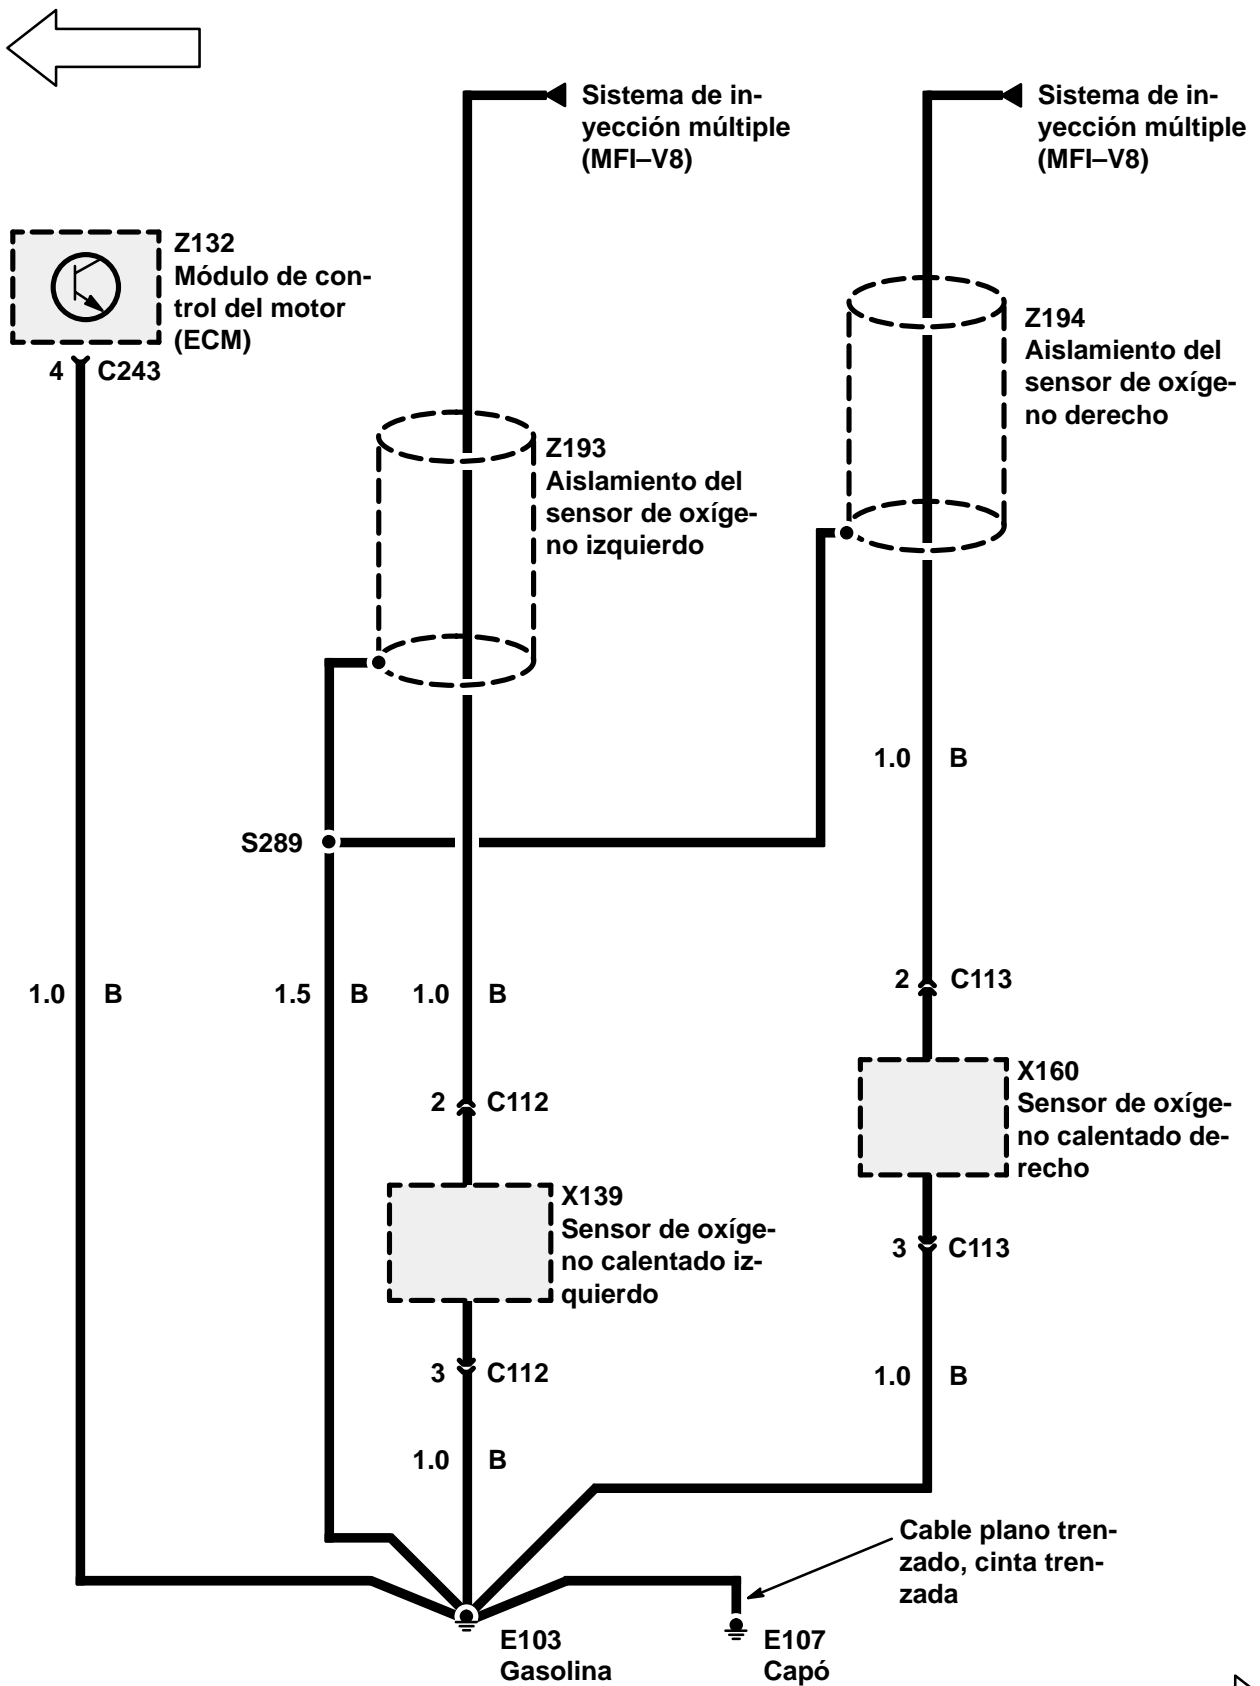 Sistema de in-
yección múltiple
(MFI–V8)
Sistema de in-
yección múltiple
(MFI–V8)
Z132
Módulo de con-
trol del motor
(ECM)
4 C243
Z194
Aislamiento del
sensor de oxíge-
no derecho
Z193
Aislamiento del
sensor de oxíge-
no izquierdo
1.0 B
S289
2 C113
1.0 B
1.5 B
1.0 B
X160
Sensor de oxíge-
no calentado de-
recho
2 C112
X139
Sensor de oxíge-
no calentado iz-
quierdo
3 C113
3 C112
1.0 B
1.0 B
Cable plano tren-
zado, cinta tren-
zada
E103
Gasolina
E107
Capó